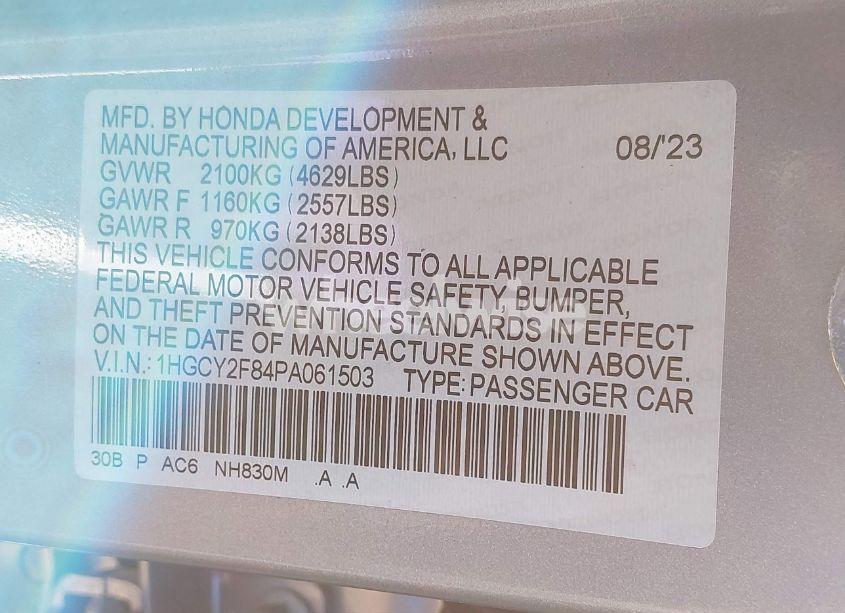 MFD. BY HONDA DEVELOPMENT &
MANUFACTURING OF AMERICA, LLC 08/'23
GVWR 2100KG (4629LBS)
GAWR F 1160KG (2557LBS)
GAWR R 970KG (2138LBS)
THIS VEHICLE CONFORMS TO ALL APPLICABLE
FEDERAL MOTOR VEHICLE SAFETY, BUMPER,
AND THEFT PREVENTION STANDARDS IN EFFECT
ON THE DATE OF MANUFACTURE SHOWN ABOVE.
V.I.N.: 1HGCY2F84PA061503 TYPE: PASSENGER CAR
30B P AC6 NH830M .A .A